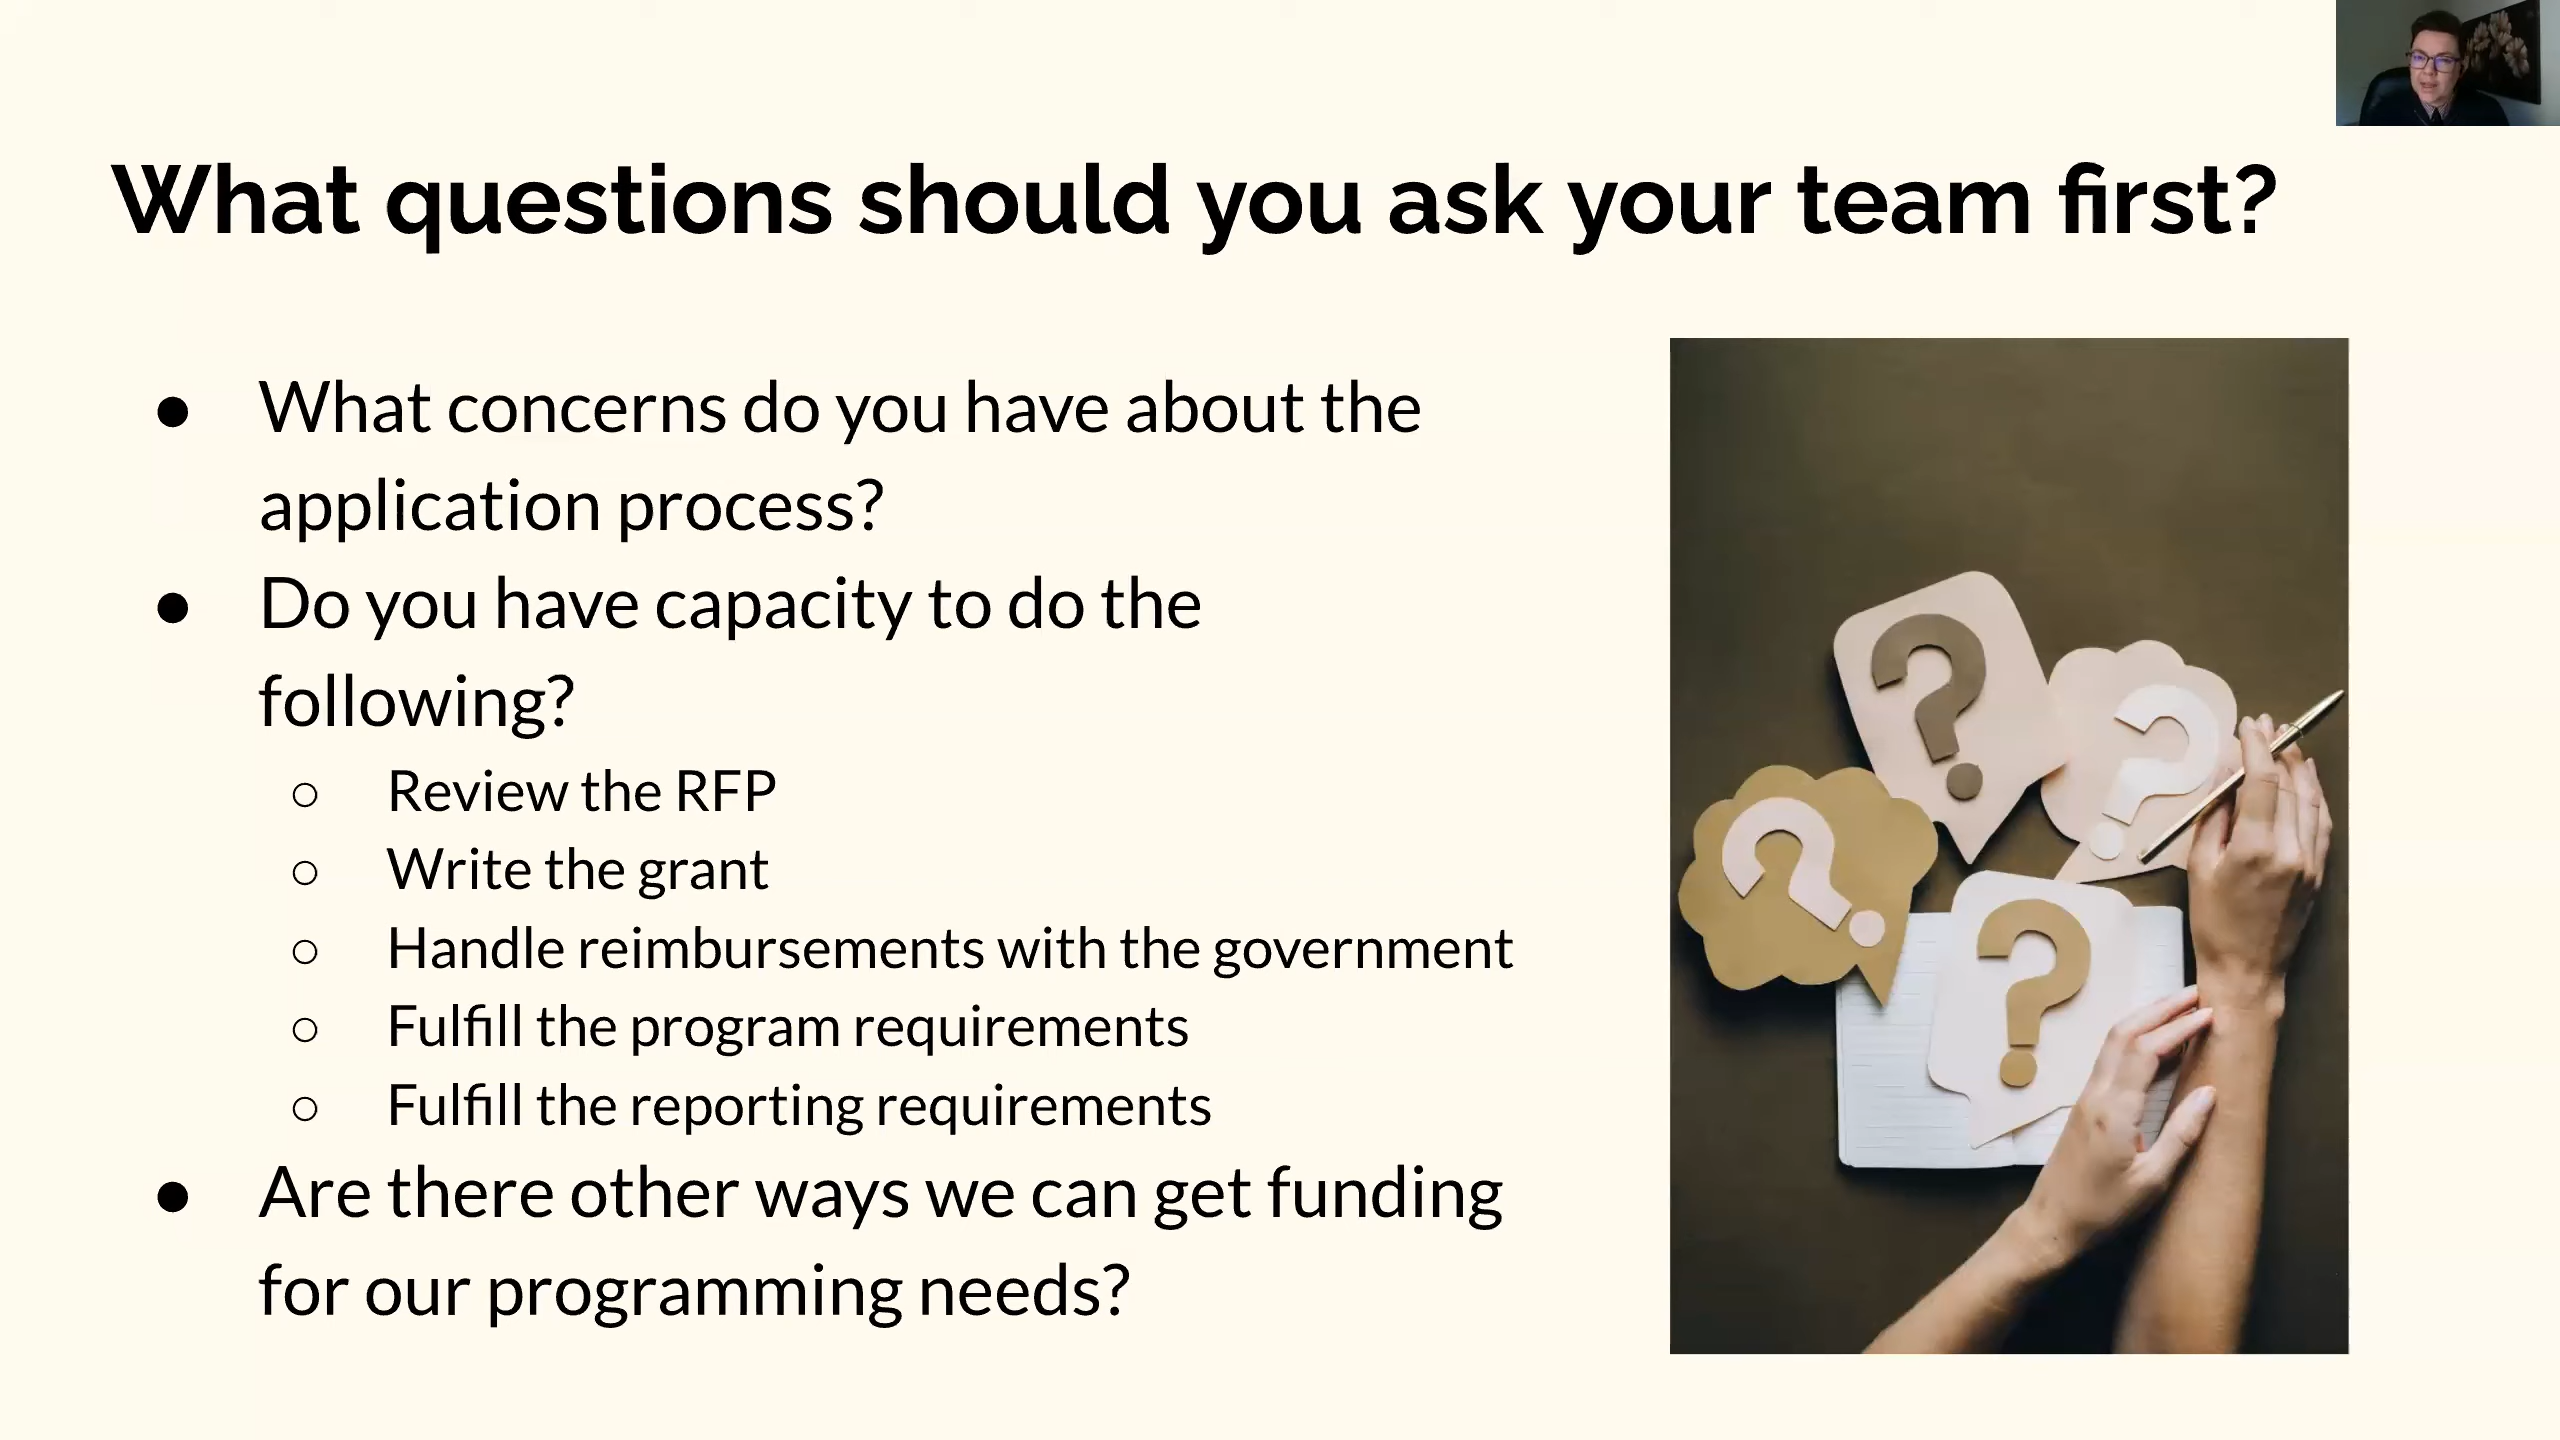 What questions should you ask your team first?
● What concerns do you have about the
application process?
● Do you have capacity to do the
following?
○ Review the RFP
○ Write the grant
○ Handle reimbursements with the government
○ Fulfill the program requirements
○ Fulfill the reporting requirements
● Are there other ways we can get funding
for our programming needs?
?
?
?
?